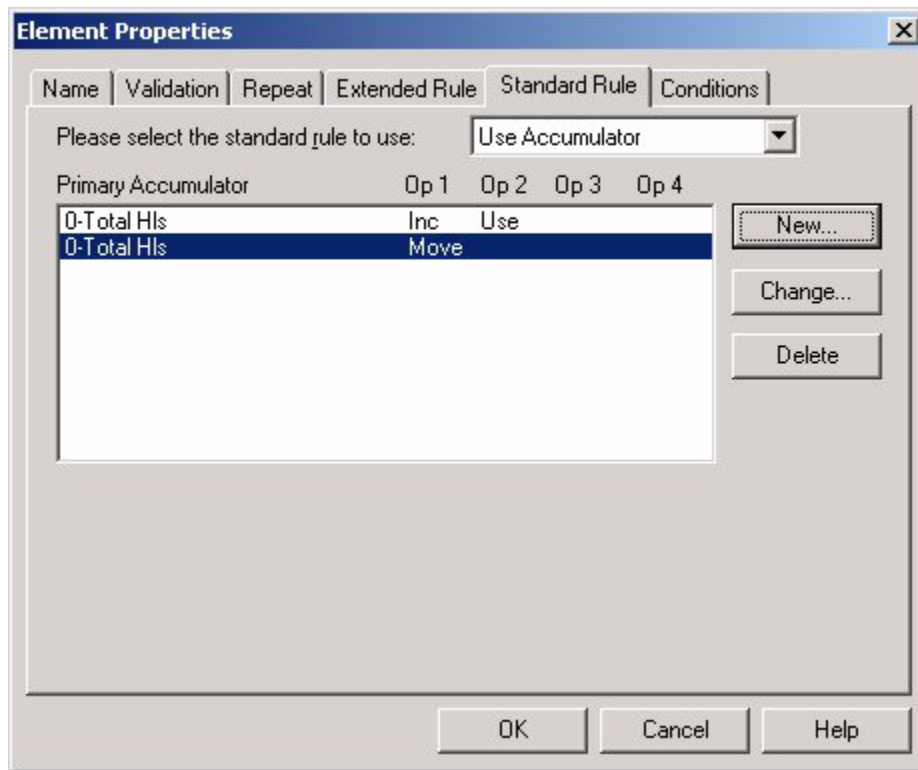 Element Properties
Name Validation Repeat Extended Rule Standard Rule Conditions
Please select the standard rule to use: Use Accumulator
Primary Accumulator Op 1 Op 2 Op 3 Op 4
0-Total HIs Inc Use
0-Total HIs Move
New...
Change...
Delete
OK Cancel Help